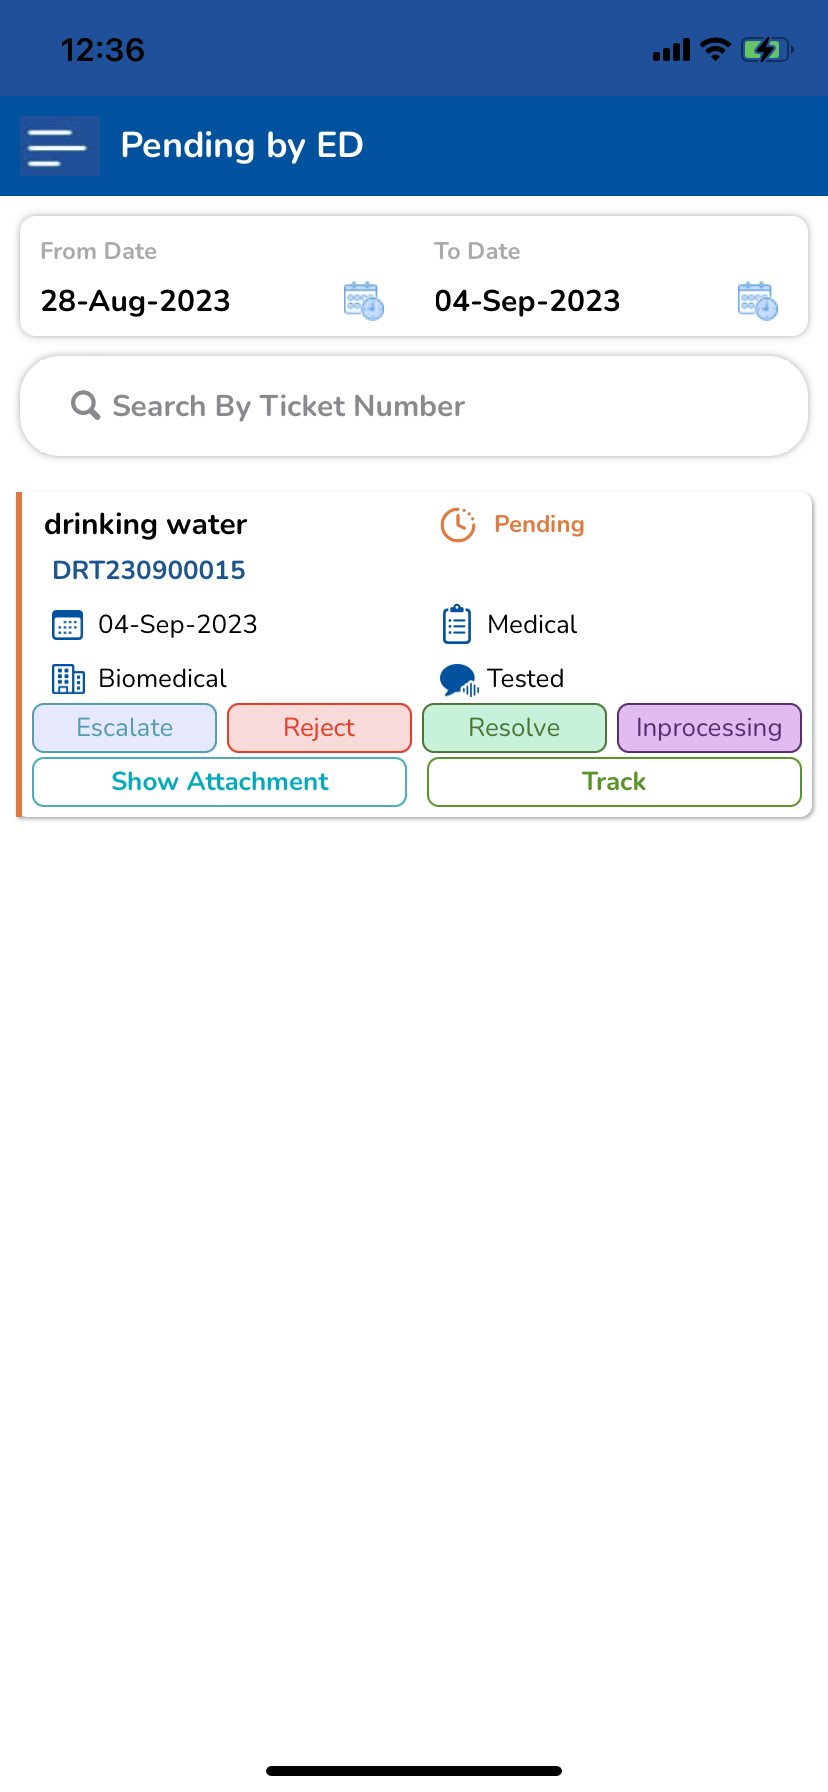 12:36
Pending by ED
From Date To Date
28-Aug-2023 04-Sep-2023
Search By Ticket Number
drinking water Pending
DRT230900015
04-Sep-2023 Medical
Biomedical Tested
Escalate Reject Resolve Inprocessing
Show Attachment Track